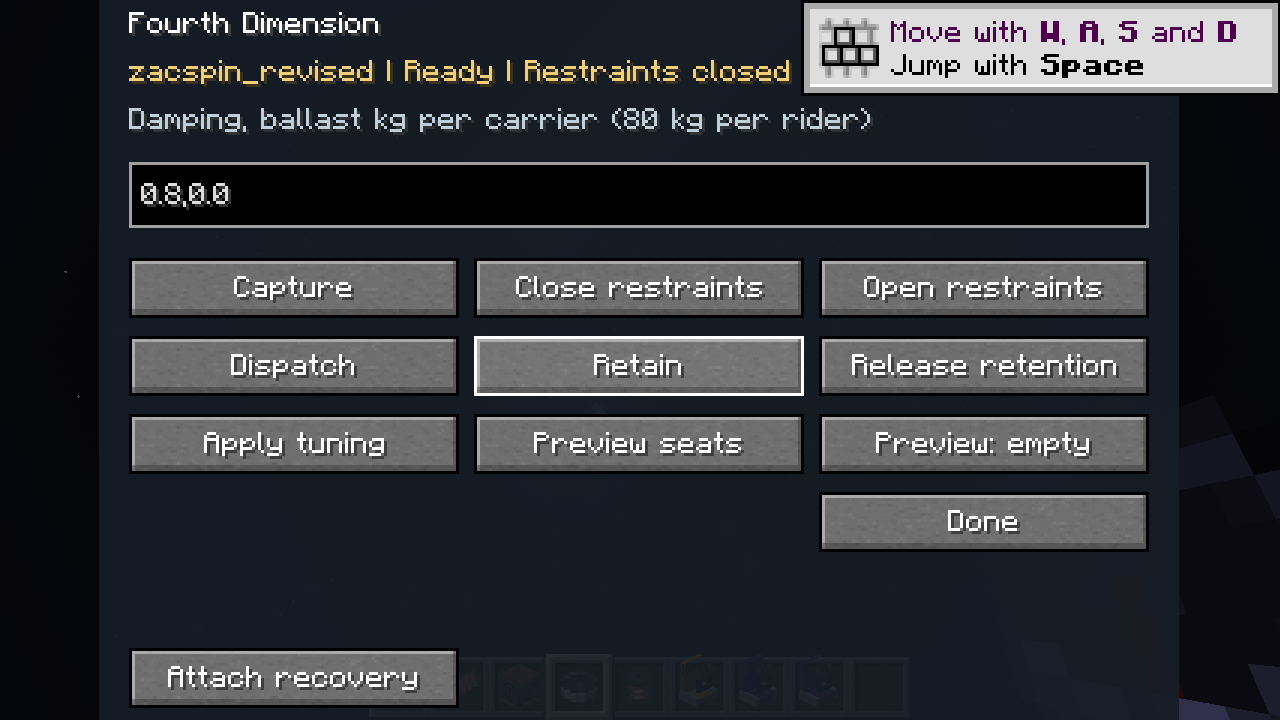 Fourth Dimension
zacspin_revised | Ready | Restraints closed
Move with W, A, S and D
Jump with Space
Damping, ballast kg per carrier (80 kg per rider)
0.8,0.0
Capture
Close restraints
Open restraints
Dispatch
Retain
Release retention
Apply tuning
Preview seats
Preview: empty
Done
Attach recovery